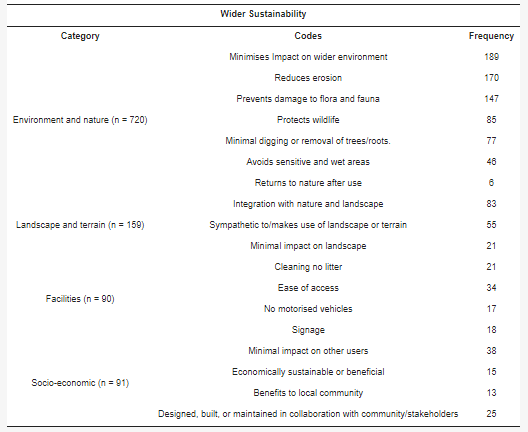 Wider Sustainability
Category Codes Frequency
Minimises Impact on wider environment 189
Reduces erosion 170
Prevents damage to flora and fauna 147
Environment and nature (n = 720) Protects wildlife 85
Minimal digging or removal of trees/roots. 77
Avoids sensitive and wet areas 46
Returns to nature after use 6
Integration with nature and landscape 83
Landscape and terrain (n = 159) Sympathetic to/makes use of landscape or terrain 55
Minimal impact on landscape 21
Cleaning no litter 21
Ease of access 34
Facilities (n = 90)
No motorised vehicles 17
Signage 18
Minimal impact on other users 38
Economically sustainable or beneficial 15
Socio-economic (n = 91)
Benefits to local community 13
Designed, built, or maintained in collaboration with community/stakeholders 25